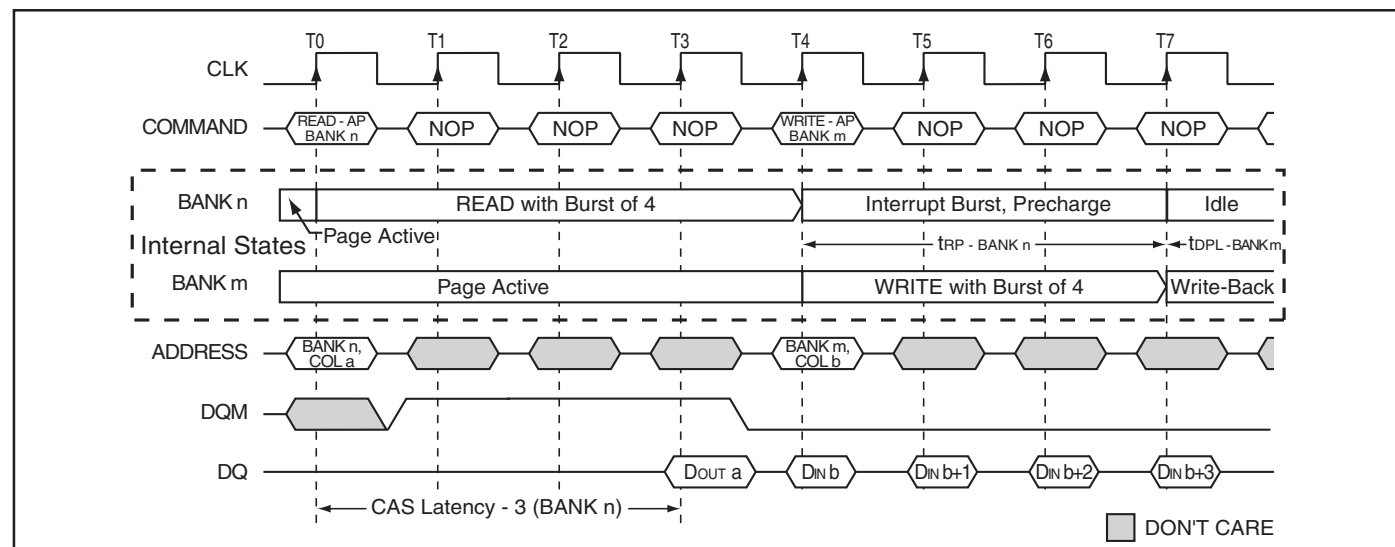 T0 T1 T2 T3 T4 T5 T6 T7
CLK
COMMAND READ - AP BANK n NOP NOP NOP WRITE - AP BANK m NOP NOP NOP
BANK n READ with Burst of 4 Interrupt Burst, Precharge Idle
Page Active
Internal States
tRP - BANK n tDPL - BANK m
BANK m Page Active WRITE with Burst of 4 Write-Back
ADDRESS BANK n, COL a BANK m, COL b
DQM
DQ DOUT a DIN b DIN b+1 DIN b+2 DIN b+3
CAS Latency - 3 (BANK n)
DON'T CARE